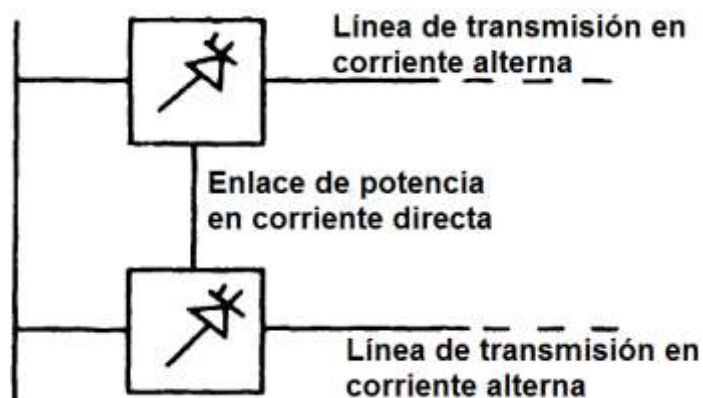 Línea de transmisión en
corriente alterna
Enlace de potencia
en corriente directa
Línea de transmisión en
corriente alterna